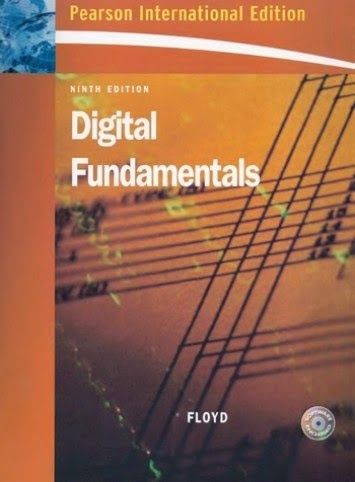 Pearson International Edition
NINTH EDITION
Digital
Fundamentals
FLOYD